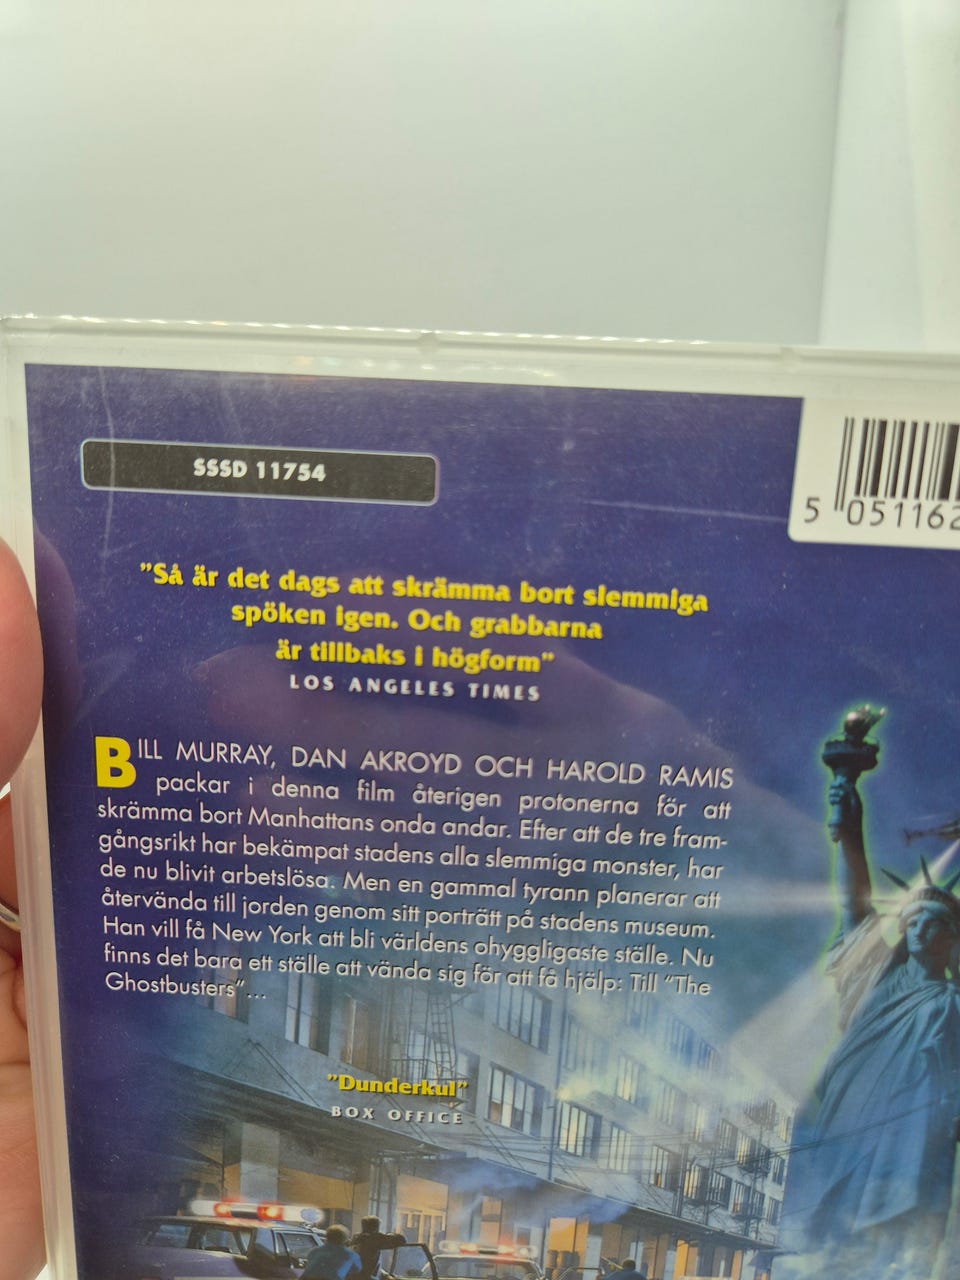 SSSD 11754
5 051162
"Så är det dags att skrämma bort slemmiga
spöken igen. Och grabbarna
är tillbaks i högform"
LOS ANGELES TIMES
BILL MURRAY, DAN AKROYD OCH HAROLD RAMIS
packar i denna film återigen protonerna för att
skrämma bort Manhattans onda andar. Efter att de tre fram-
gångsrikt har bekämpat stadens alla slemmiga monster, har
de nu blivit arbetslösa. Men en gammal tyrann planerar att
återvända till jorden genom sitt porträtt på stadens museum.
Han vill få New York att bli världens ohyggligaste ställe. Nu
finns det bara ett ställe att vända sig för att få hjälp: Till "The
Ghostbusters"...
"Dunderkul"
BOX OFFICE